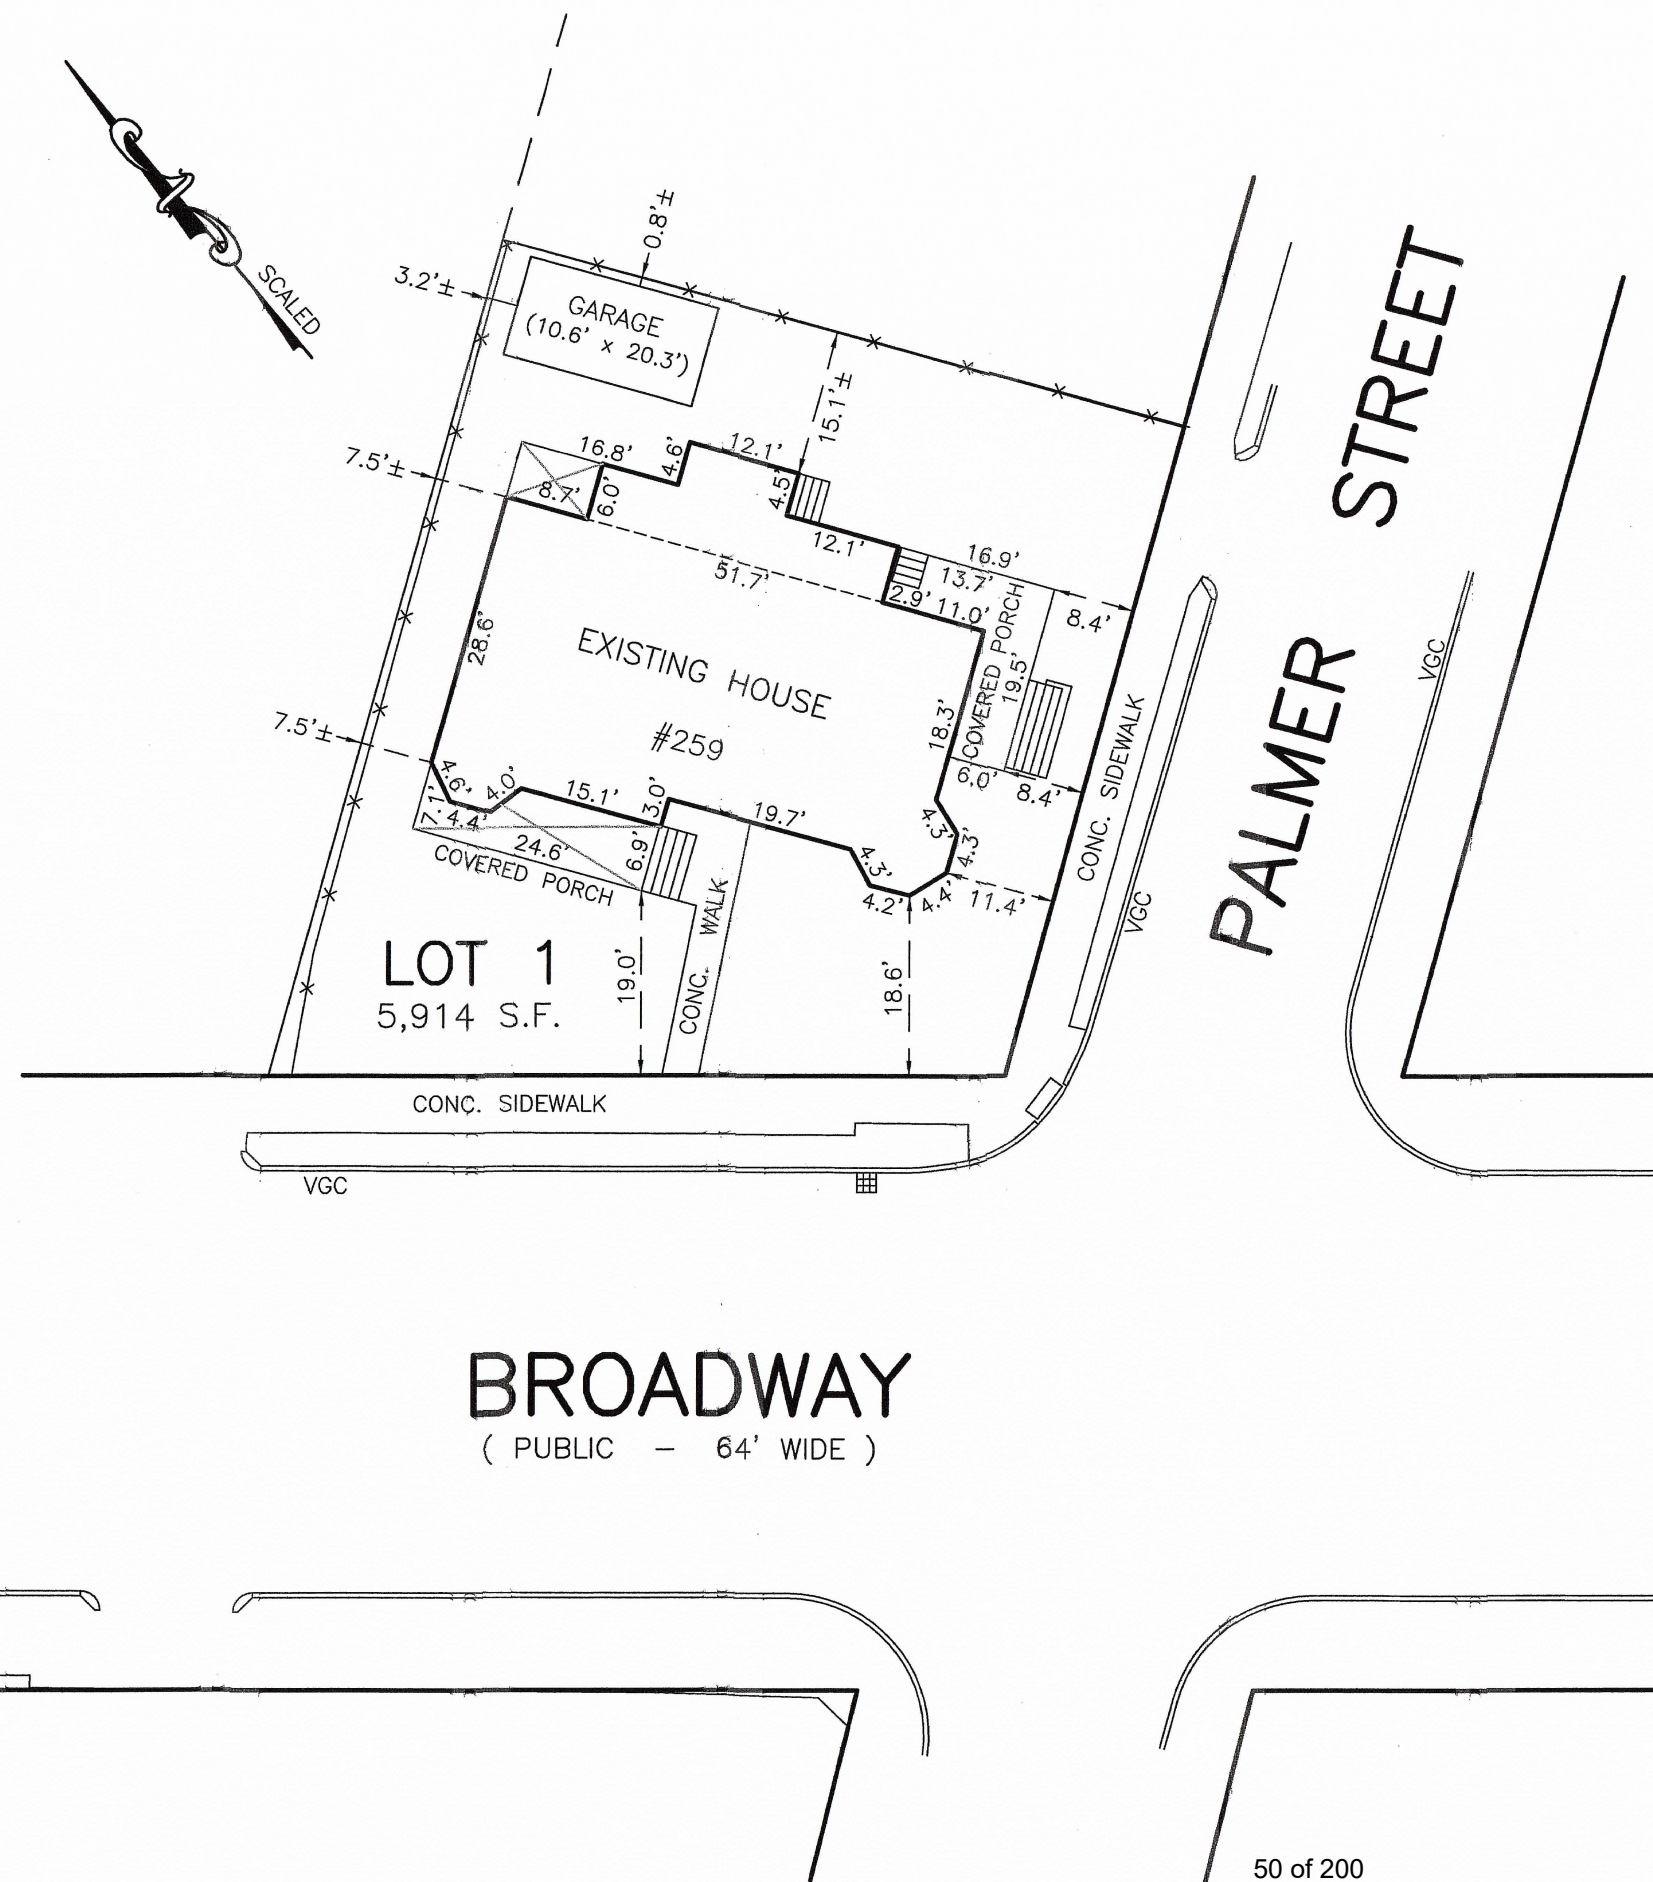 SCALED
0.8'±
3.2'±
GARAGE
(10.6' x 20.3')
15.1'±
STREET
7.5'±
16.8'
4.6'
12.1'
8.7'
6.0'
4.5'
12.1'
51.7'
16.9'
13.7'
2.9'
11.0'
8.4'
COVERED PORCH
19.5'
28.6'
EXISTING HOUSE
#259
18.3'
VGC
PALMER
7.5'±
4.6'
4.0'
15.1'
3.0'
19.7'
6.0'
8.4'
CONC. SIDEWALK
7.1'
4.4'
24.6'
6.9'
COVERED PORCH
4.3'
4.3'
4.3'
4.2'
4.4'
11.4'
VGC
CONC. WALK
LOT 1
5,914 S.F.
19.0'
18.6'
CONC. SIDEWALK
VGC
BROADWAY
( PUBLIC - 64' WIDE )
50 of 200